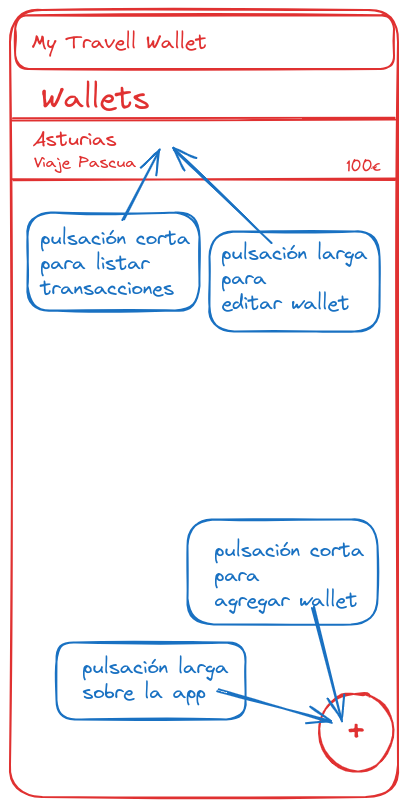 My Travell Wallet
Wallets
Asturias
Viaje Pascua
100€
pulsación corta
para listar
transacciones
pulsación larga
para
editar wallet
pulsación corta
para
agregar wallet
pulsación larga
sobre la app
+